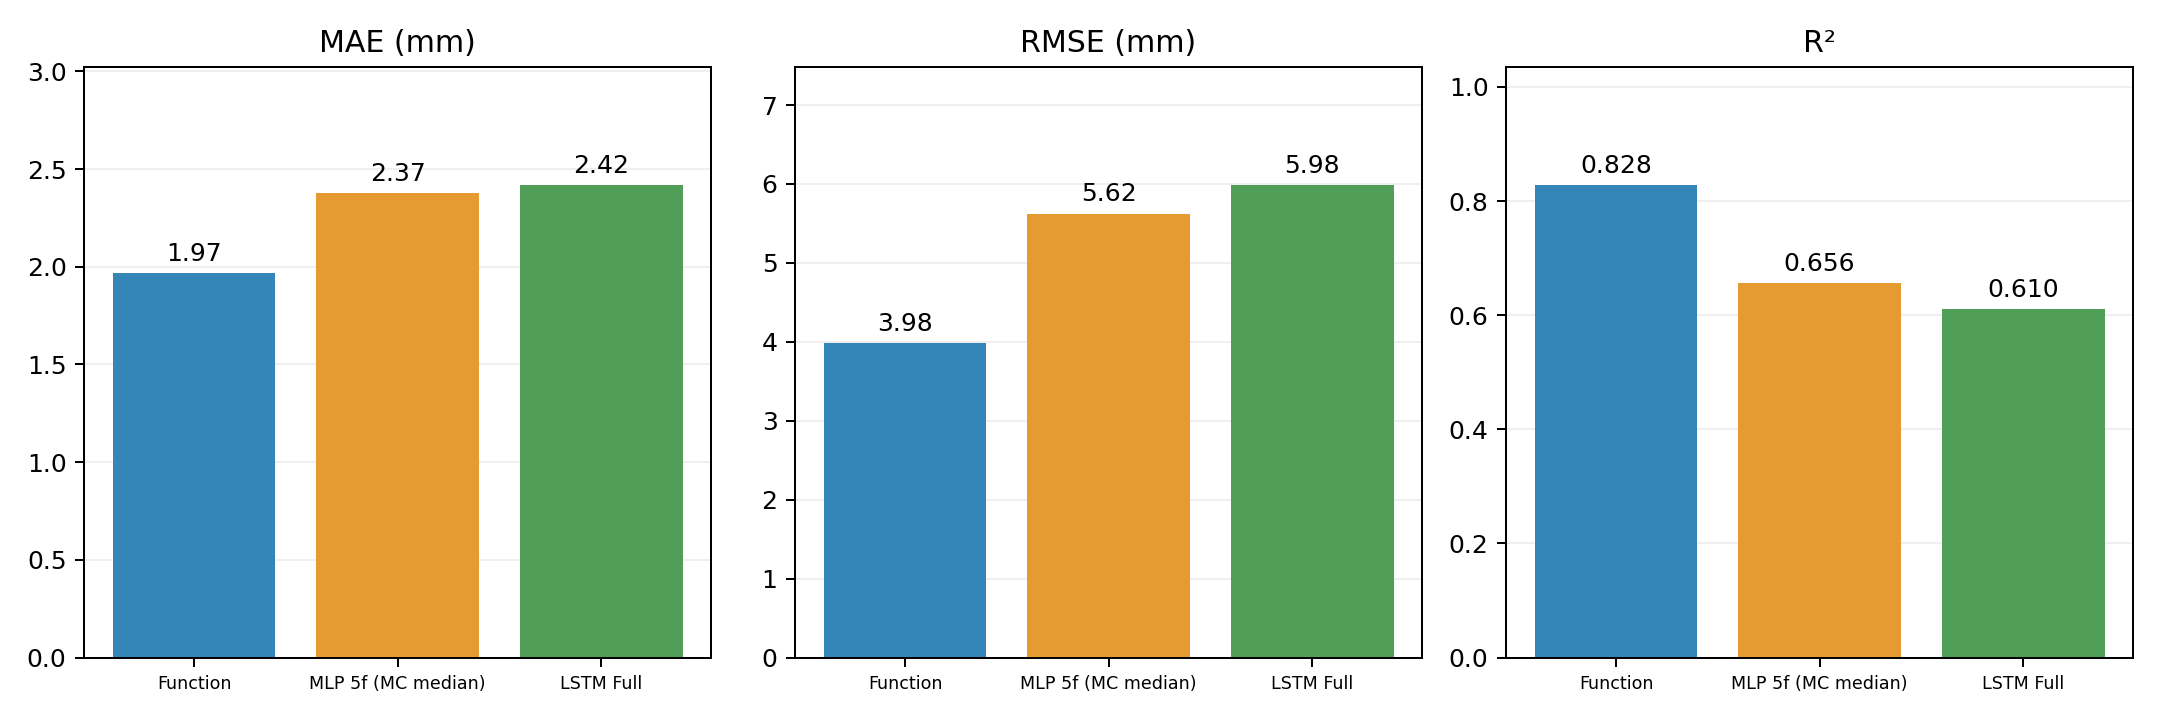 MAE (mm)
3.0
2.5
2.0
1.5
1.0
0.5
0.0
1.97
2.37
2.42
Function
MLP 5f (MC median)
LSTM Full
RMSE (mm)
7
6
5
4
3
2
1
0
3.98
5.62
5.98
Function
MLP 5f (MC median)
LSTM Full
R²
1.0
0.8
0.6
0.4
0.2
0.0
0.828
0.656
0.610
Function
MLP 5f (MC median)
LSTM Full